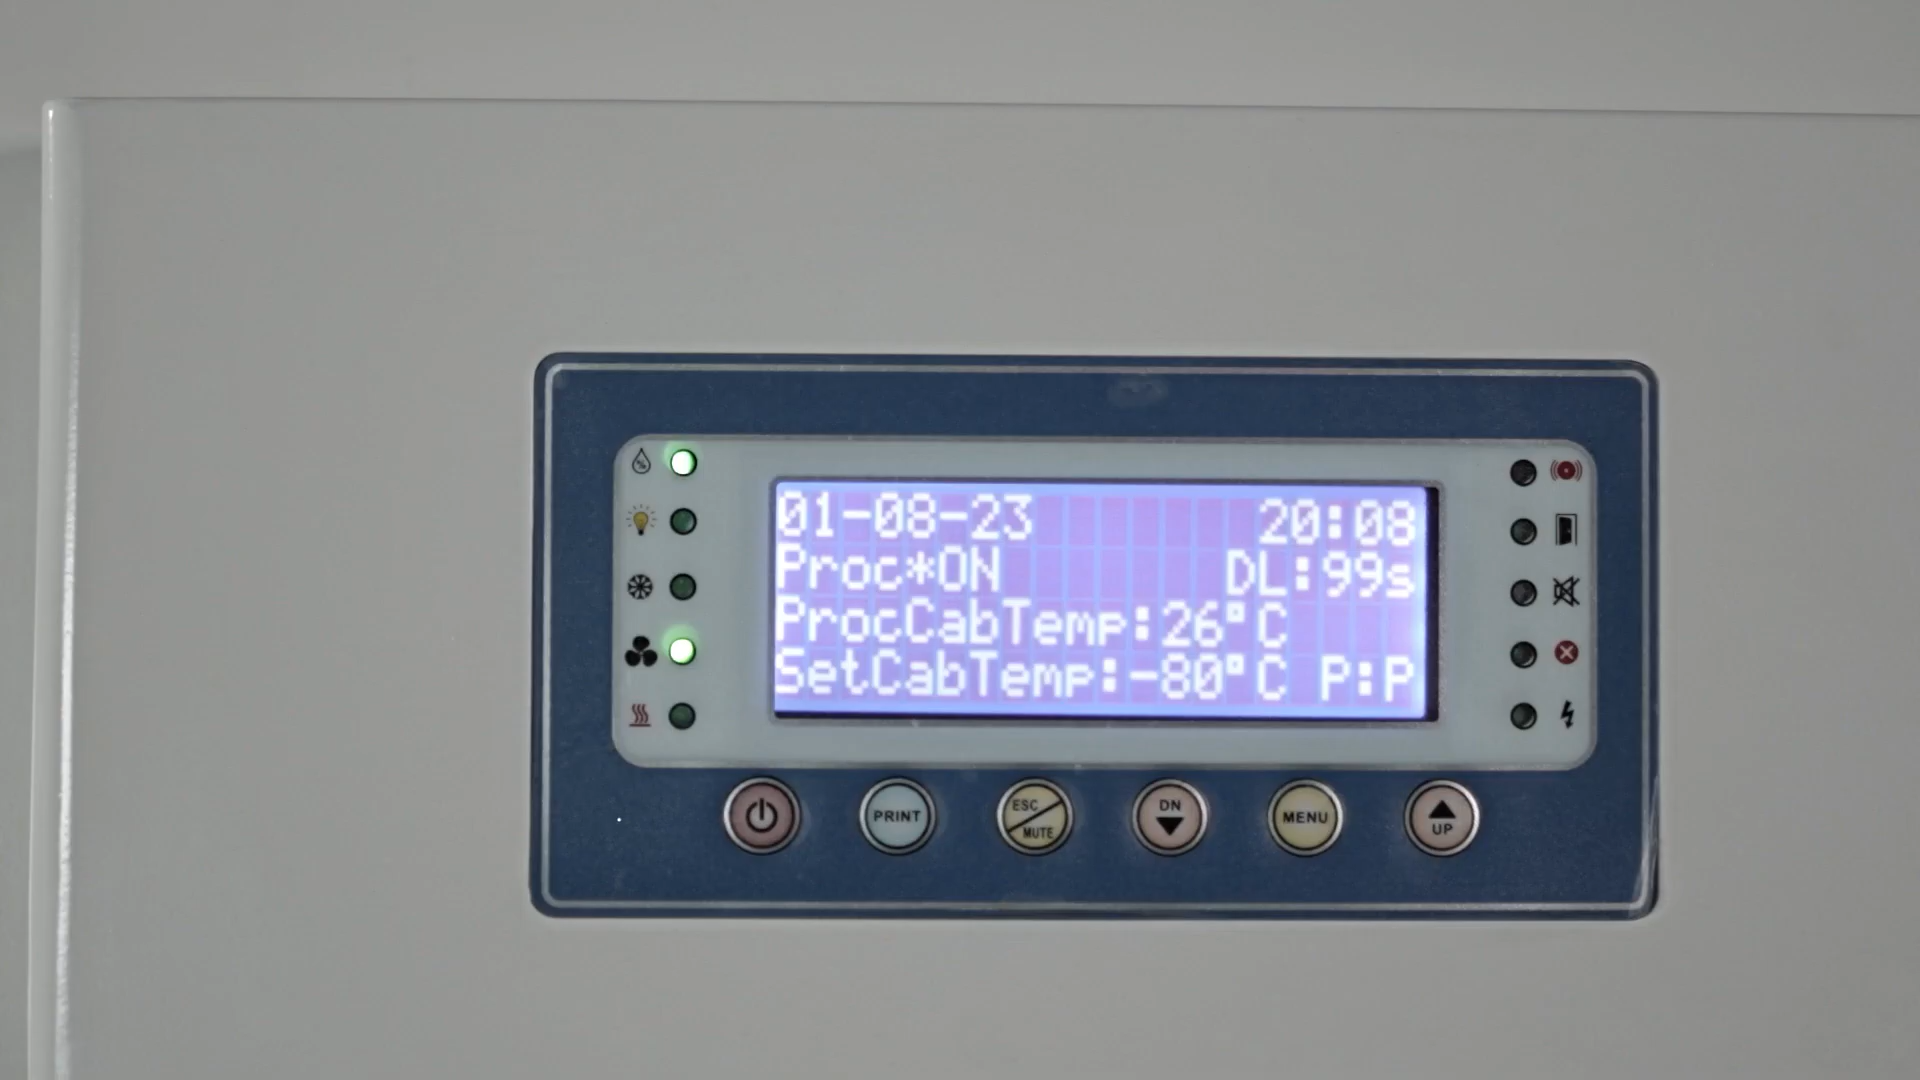 01-08-23 20:08
Proc*ON DL:99s
ProcCabTemp:26°C
SetCabTemp:-80°C P:P
PRINT
ESC/MUTE
DN
MENU
UP